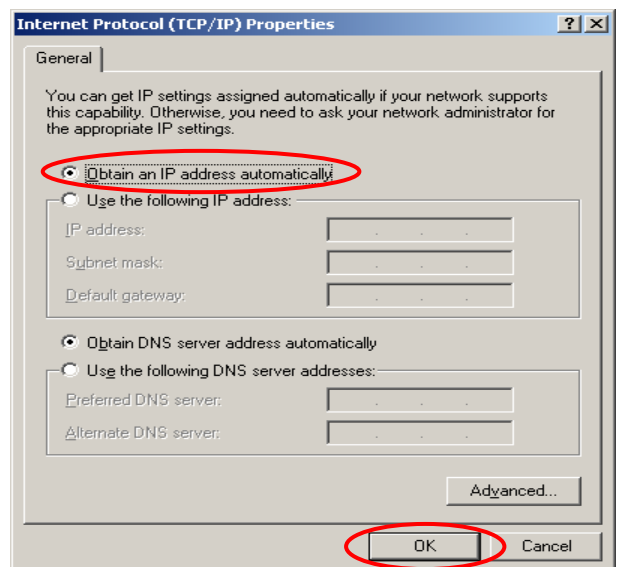 Internet Protocol (TCP/IP) Properties
General
You can get IP settings assigned automatically if your network supports
this capability. Otherwise, you need to ask your network administrator for
the appropriate IP settings.
Obtain an IP address automatically
Use the following IP address:
IP address:
Subnet mask:
Default gateway:
Obtain DNS server address automatically
Use the following DNS server addresses:
Preferred DNS server:
Alternate DNS server:
Advanced...
OK Cancel